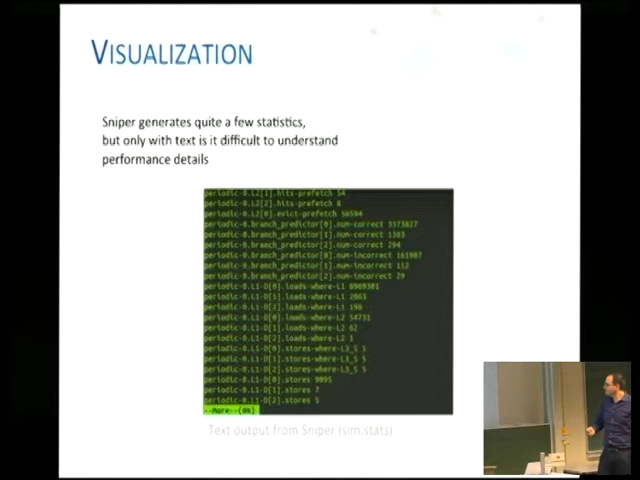 VISUALIZATION
Sniper generates quite a few statistics,
but only with text is it difficult to understand
performance details
periodic-0.L2[1].hits-prefetch 54
periodic-0.L2[2].hits-prefetch 8
periodic-0.L2[0].evict-prefetch 56594
periodic-0.branch_predictor[0].num-correct 3373827
periodic-0.branch_predictor[1].num-correct 1363
periodic-0.branch_predictor[2].num-correct 294
periodic-0.branch_predictor[0].num-incorrect 161907
periodic-0.branch_predictor[1].num-incorrect 112
periodic-0.branch_predictor[2].num-incorrect 29
periodic-0.L1-D[0].loads-where-L1 8969381
periodic-0.L1-D[1].loads-where-L1 2063
periodic-0.L1-D[2].loads-where-L1 198
periodic-0.L1-D[0].loads-where-L2 54731
periodic-0.L1-D[1].loads-where-L2 62
periodic-0.L1-D[2].loads-where-L2 1
periodic-0.L1-D[0].stores-where-L3_S 1
periodic-0.L1-D[1].stores-where-L3_S 5
periodic-0.L1-D[2].stores-where-L3_S 5
periodic-0.L1-D[0].stores 9095
periodic-0.L1-D[1].stores 7
periodic-0.L1-D[2].stores 5
--More--(0%)
Text output from Sniper (sim.stats)